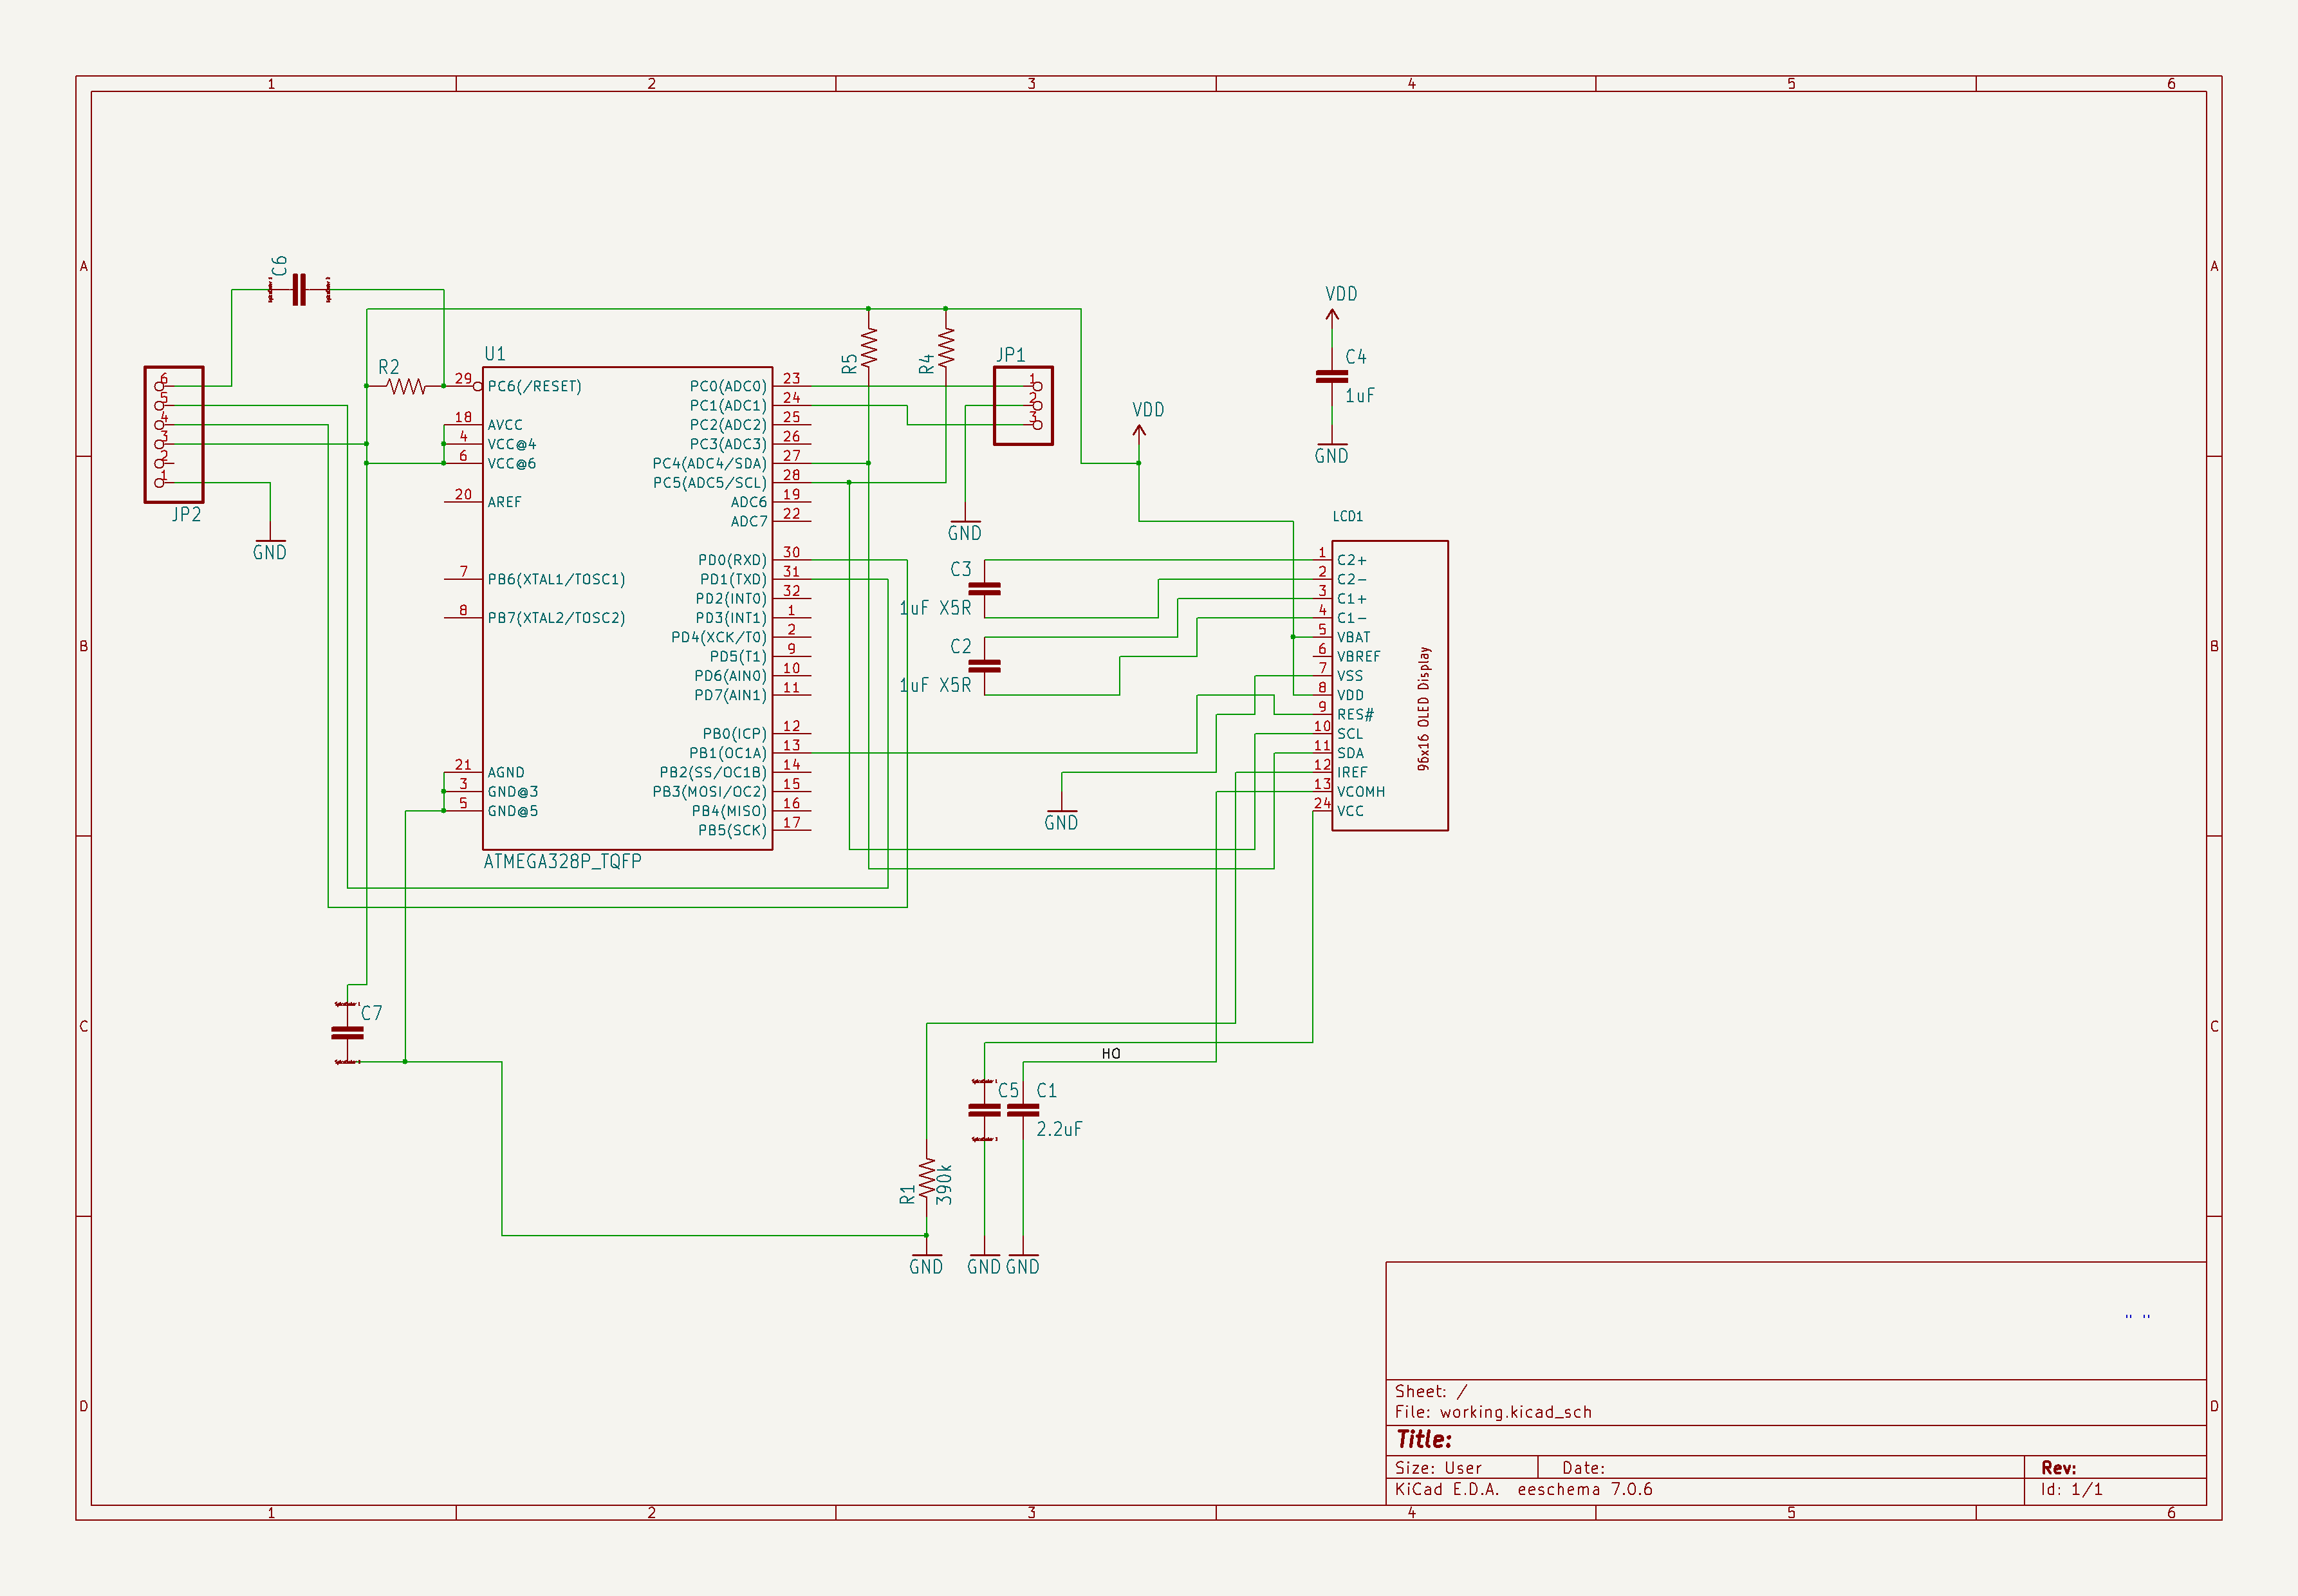 1 2 3 4 5 6
A A
B B
C C
D D
C6
R2
JP2
6
5
4
3
2
1
GND
U1
29 PC6(/RESET)
18 AVCC
4 VCC@4
6 VCC@6
20 AREF
7 PB6(XTAL1/TOSC1)
8 PB7(XTAL2/TOSC2)
21 AGND
3 GND@3
5 GND@5
PC0(ADC0) 23
PC1(ADC1) 24
PC2(ADC2) 25
PC3(ADC3) 26
PC4(ADC4/SDA) 27
PC5(ADC5/SCL) 28
ADC6 19
ADC7 22
PD0(RXD) 30
PD1(TXD) 31
PD2(INT0) 32
PD3(INT1) 1
PD4(XCK/T0) 2
PD5(T1) 9
PD6(AIN0) 10
PD7(AIN1) 11
PB0(ICP) 12
PB1(OC1A) 13
PB2(SS/OC1B) 14
PB3(MOSI/OC2) 15
PB4(MISO) 16
PB5(SCK) 17
ATMEGA328P_TQFP
R5
R4
JP1
1
2
3
GND
VDD
VDD
C4
1uF
GND
C3
1uF X5R
C2
1uF X5R
GND
LCD1
1 C2+
2 C2-
3 C1+
4 C1-
5 VBAT
6 VBREF
7 VSS
8 VDD
9 RES#
10 SCL
11 SDA
12 IREF
13 VCOMH
24 VCC
96x16 OLED Display
C7
HO
C5
C1
2.2uF
R1
390k
GND
GND
GND
" "
Sheet: /
File: working.kicad_sch
Title:
Size: User Date: Rev:
KiCad E.D.A. eeschema 7.0.6 Id: 1/1
1 2 3 4 5 6